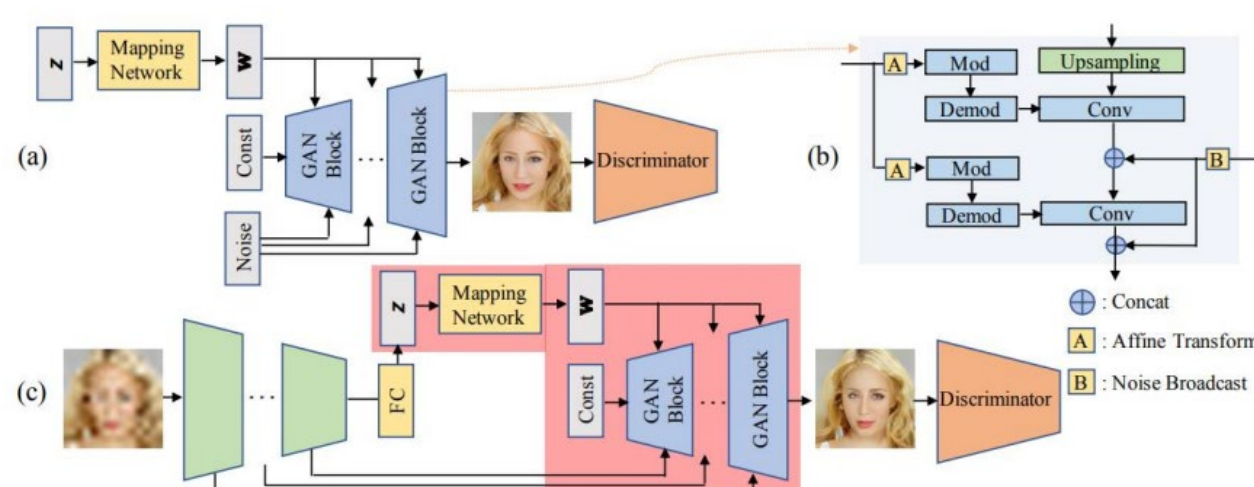 z
Mapping
Network
w
Const
Noise
GAN
Block
...
GAN Block
Discriminator
(a)
A
Mod
Demod
Upsampling
Conv
B
A
Mod
Demod
Conv
(b)
: Concat
A : Affine Transform
B : Noise Broadcast
(c)
...
FC
z
Mapping
Network
w
Const
GAN
Block
...
GAN Block
Discriminator